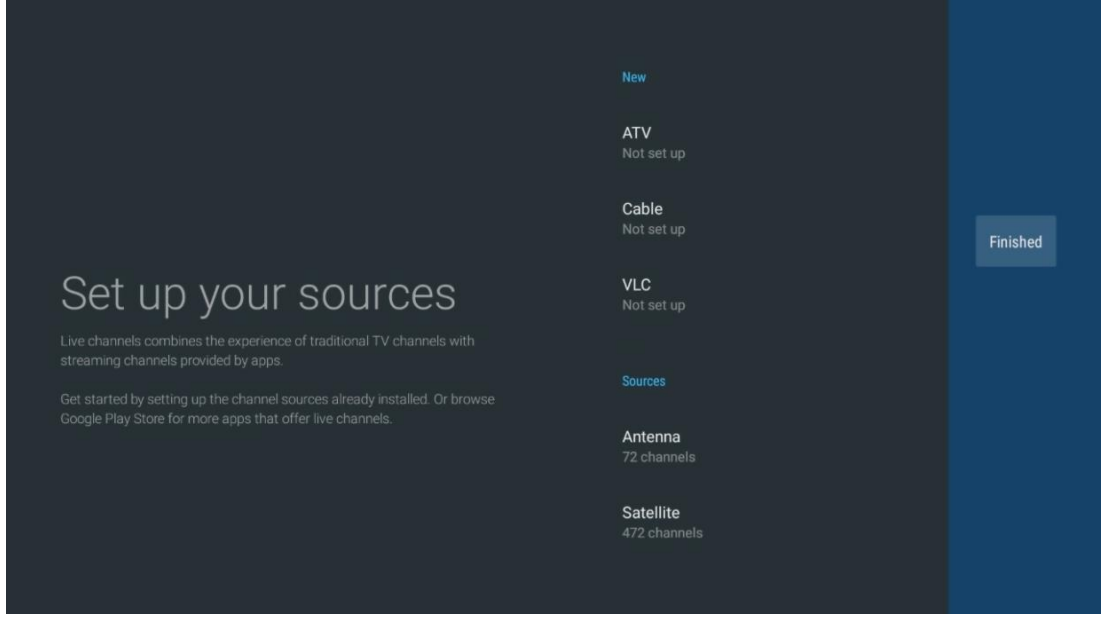 Set up your sources
Live channels combines the experience of traditional TV channels with
streaming channels provided by apps.
Get started by setting up the channel sources already installed. Or browse
Google Play Store for more apps that offer live channels.
New
ATV
Not set up
Cable
Not set up
VLC
Not set up
Sources
Antenna
72 channels
Satellite
472 channels
Finished